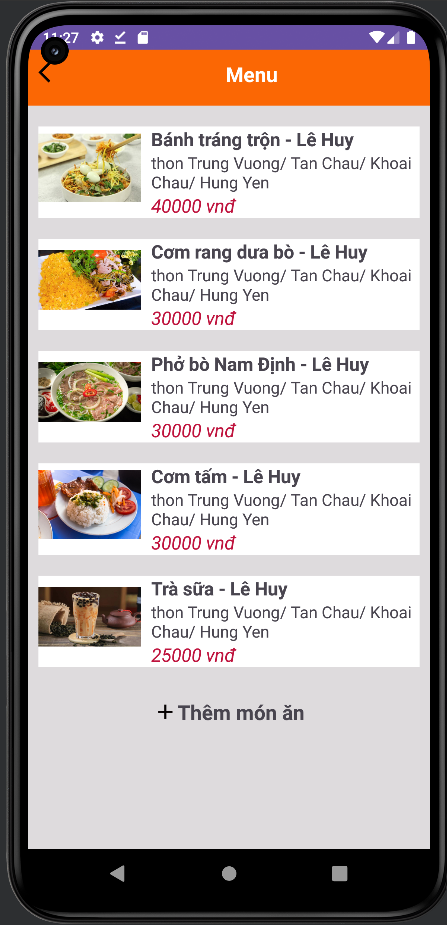 11:27
Menu
Bánh tráng trộn - Lê Huy
thon Trung Vuong/ Tan Chau/ Khoai
Chau/ Hung Yen
40000 vnđ
Cơm rang dưa bò - Lê Huy
thon Trung Vuong/ Tan Chau/ Khoai
Chau/ Hung Yen
30000 vnđ
Phở bò Nam Định - Lê Huy
thon Trung Vuong/ Tan Chau/ Khoai
Chau/ Hung Yen
30000 vnđ
Cơm tấm - Lê Huy
thon Trung Vuong/ Tan Chau/ Khoai
Chau/ Hung Yen
30000 vnđ
Trà sữa - Lê Huy
thon Trung Vuong/ Tan Chau/ Khoai
Chau/ Hung Yen
25000 vnđ
+ Thêm món ăn